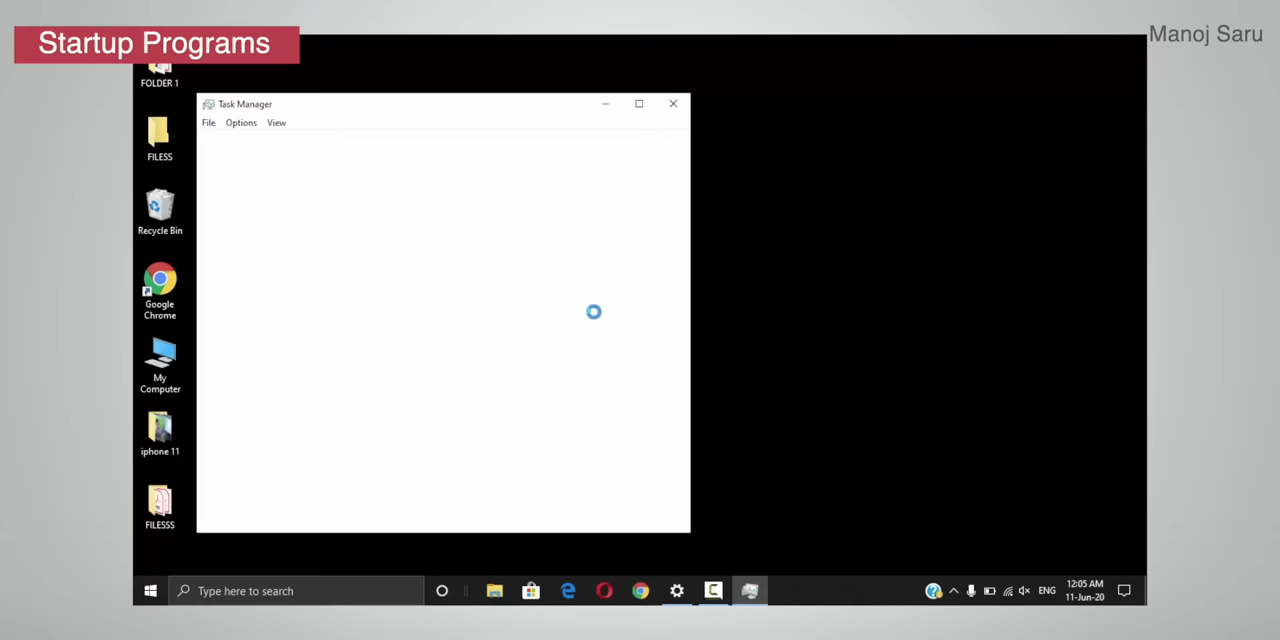 Startup Programs
Manoj Saru
FOLDER 1
Task Manager
File Options View
FILESS
Recycle Bin
Google
Chrome
My
Computer
iphone 11
FILESSS
Type here to search
ENG
12:05 AM
11-Jun-20